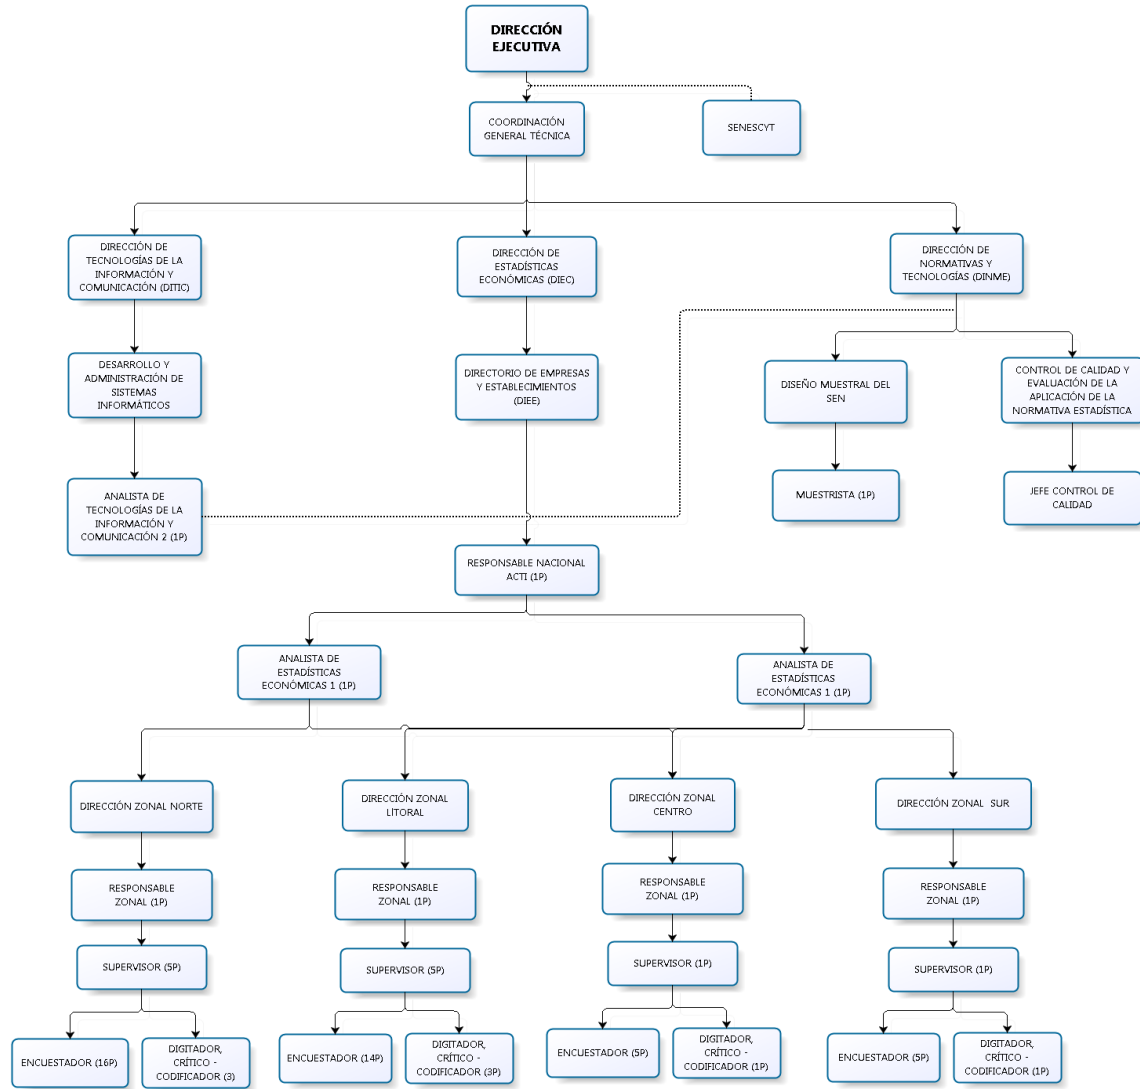 DIRECCIÓN
EJECUTIVA
COORDINACIÓN
GENERAL TÉCNICA
SENESCYT
DIRECCIÓN DE
TECNOLOGÍAS DE LA
INFORMACIÓN Y
COMUNICACIÓN (DITIC)
DIRECCIÓN DE
ESTADÍSTICAS
ECONÓMICAS (DIEC)
DIRECCIÓN DE
NORMATIVAS Y
TECNOLOGÍAS (DINME)
DESARROLLO Y
ADMINISTRACIÓN DE
SISTEMAS
INFORMÁTICOS
DIRECTORIO DE EMPRESAS
Y ESTABLECIMIENTOS
(DIEE)
DISEÑO MUESTRAL DEL
SEN
CONTROL DE CALIDAD Y
EVALUACIÓN DE LA
APLICACIÓN DE LA
NORMATIVA ESTADÍSTICA
ANALISTA DE
TECNOLOGÍAS DE LA
INFORMACIÓN Y
COMUNICACIÓN 2 (1P)
MUESTRISTA (1P)
JEFE CONTROL DE
CALIDAD
RESPONSABLE NACIONAL
ACTI (1P)
ANALISTA DE
ESTADÍSTICAS
ECONÓMICAS 1 (1P)
ANALISTA DE
ESTADÍSTICAS
ECONÓMICAS 1 (1P)
DIRECCIÓN ZONAL NORTE
DIRECCIÓN ZONAL
LITORAL
DIRECCIÓN ZONAL
CENTRO
DIRECCIÓN ZONAL SUR
RESPONSABLE
ZONAL (1P)
RESPONSABLE
ZONAL (1P)
RESPONSABLE
ZONAL (1P)
RESPONSABLE
ZONAL (1P)
SUPERVISOR (5P)
SUPERVISOR (5P)
SUPERVISOR (1P)
SUPERVISOR (1P)
ENCUESTADOR (16P)
DIGITADOR,
CRÍTICO -
CODIFICADOR (3)
ENCUESTADOR (14P)
DIGITADOR,
CRÍTICO -
CODIFICADOR (3P)
ENCUESTADOR (5P)
DIGITADOR,
CRÍTICO -
CODIFICADOR (1P)
ENCUESTADOR (5P)
DIGITADOR,
CRÍTICO -
CODIFICADOR (1P)